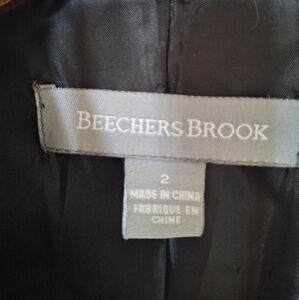 BEECHERS BROOK
2
MADE IN CHINA
FABRIQUE EN
CHINE